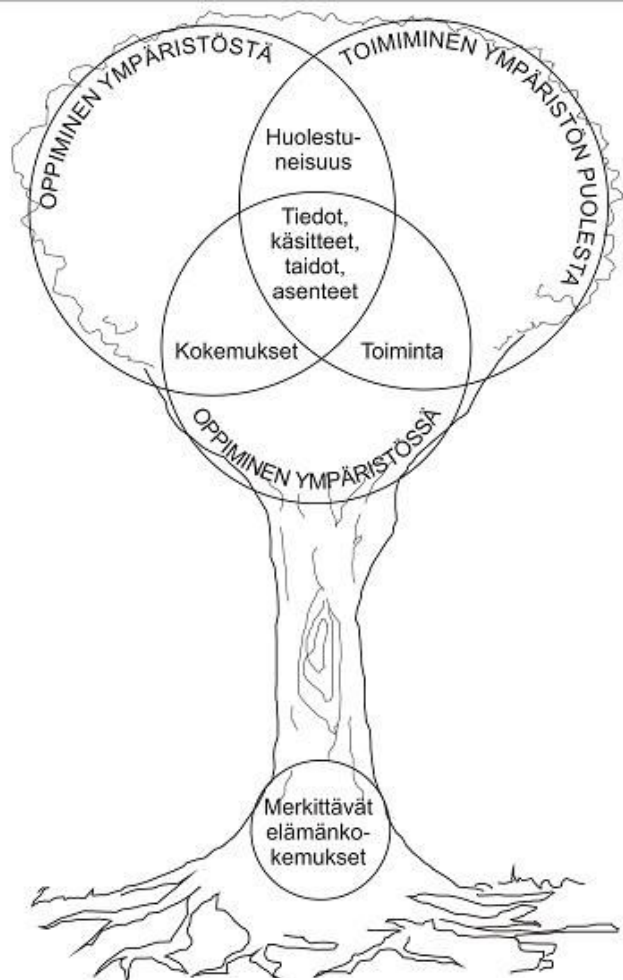 OPPIMINEN YMPÄRISTÖSTÄ
TOIMIMINEN YMPÄRISTÖN PUOLESTA
Huolestu-
neisuus
Tiedot,
käsitteet,
taidot,
asenteet
Kokemukset
Toiminta
OPPIMINEN YMPÄRISTÖSSÄ
Merkittävät
elämänko-
kemukset